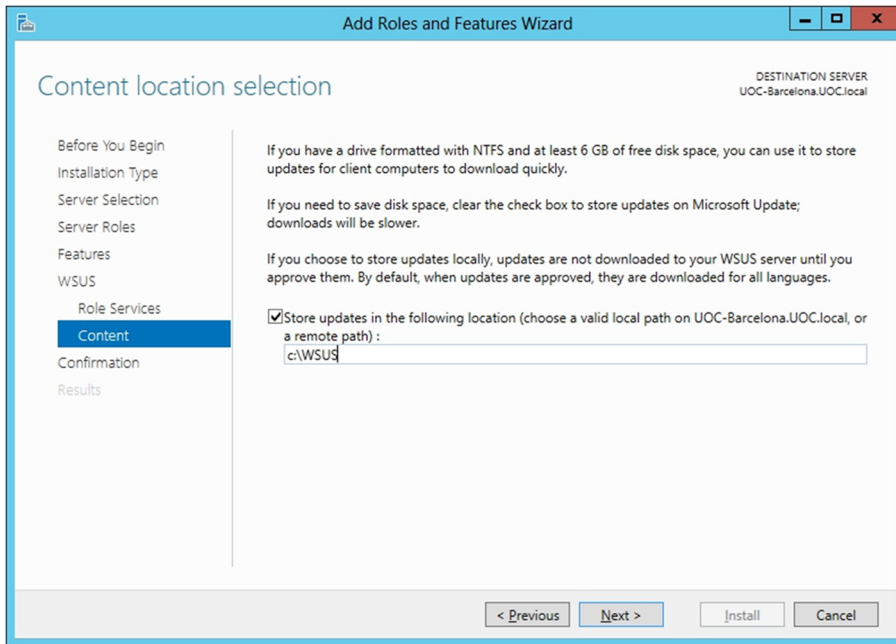 Add Roles and Features Wizard
Content location selection
DESTINATION SERVER
UOC-Barcelona.UOC.local
Before You Begin
Installation Type
Server Selection
Server Roles
Features
WSUS
Role Services
Content
Confirmation
Results
If you have a drive formatted with NTFS and at least 6 GB of free disk space, you can use it to store
updates for client computers to download quickly.
If you need to save disk space, clear the check box to store updates on Microsoft Update;
downloads will be slower.
If you choose to store updates locally, updates are not downloaded to your WSUS server until you
approve them. By default, when updates are approved, they are downloaded for all languages.
Store updates in the following location (choose a valid local path on UOC-Barcelona.UOC.local, or
a remote path) :
c:\WSUS
< Previous
Next >
Install
Cancel